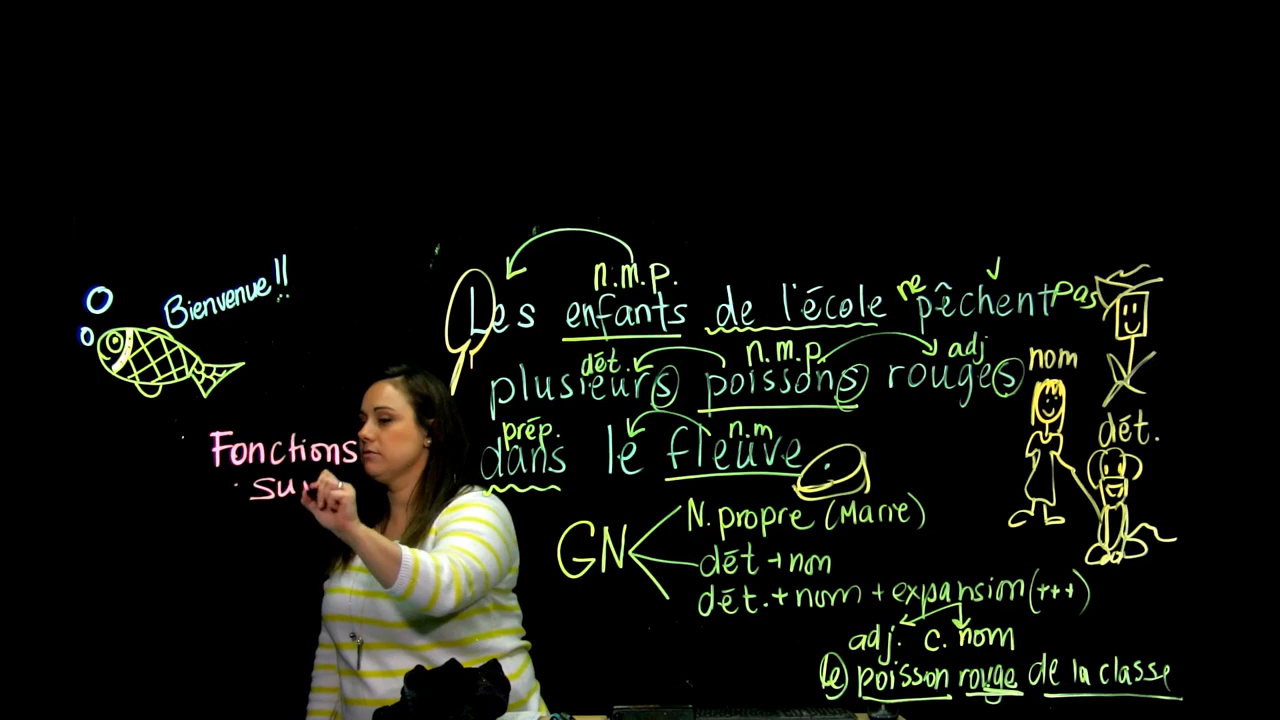 Bienvenue!!
Fonctions
su
n.m.p.
Les enfants de l'école ne pêchent pas
dét. n.m.p. adj
plusieurs poissons rouges
nom
prép. n.m
dét.
dans le fleuve
GN
N. propre (Marie)
dét + nom
dét. + nom + expansion (+++)
adj. c. nom
le poisson rouge de la classe